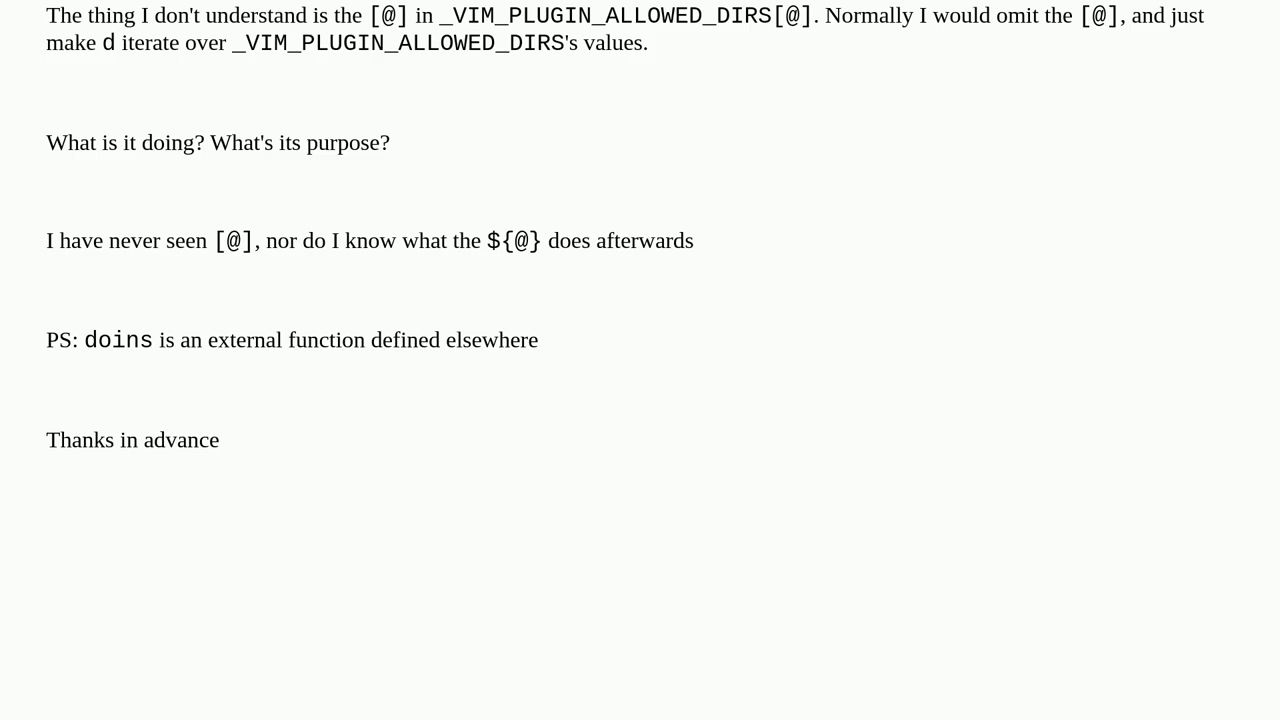 The thing I don't understand is the [@] in _VIM_PLUGIN_ALLOWED_DIRS[@]. Normally I would omit the [@], and just
make d iterate over _VIM_PLUGIN_ALLOWED_DIRS's values.
What is it doing? What's its purpose?
I have never seen [@], nor do I know what the ${@} does afterwards
PS: doins is an external function defined elsewhere
Thanks in advance